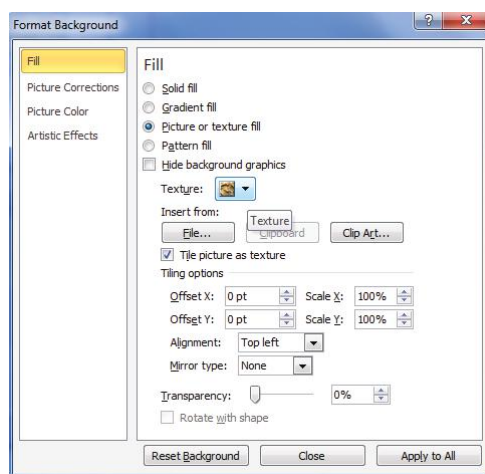 Format Background
Fill
Picture Corrections
Picture Color
Artistic Effects
Fill
Solid fill
Gradient fill
Picture or texture fill
Pattern fill
Hide background graphics
Texture:
Insert from:
Texture
File... Clipboard Clip Art...
Tile picture as texture
Tiling options
Offset X: 0 pt Scale X: 100%
Offset Y: 0 pt Scale Y: 100%
Alignment: Top left
Mirror type: None
Transparency: 0%
Rotate with shape
Reset Background Close Apply to All